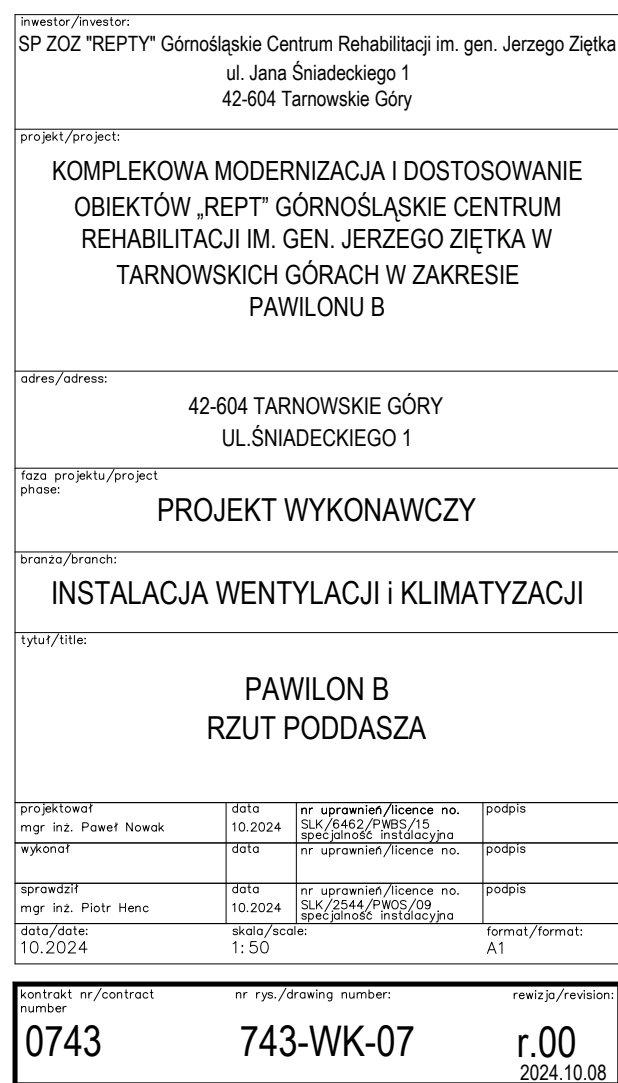 inwestor/investor:
SP ZOZ "REPTY" Górnośląskie Centrum Rehabilitacji im. gen. Jerzego Ziętka
ul. Jana Śniadeckiego 1
42-604 Tarnowskie Góry
projekt/project:
KOMPLEKOWA MODERNIZACJA I DOSTOSOWANIE
OBIEKTÓW „REPT” GÓRNOŚLĄSKIE CENTRUM
REHABILITACJI IM. GEN. JERZEGO ZIĘTKA W
TARNOWSKICH GÓRACH W ZAKRESIE
PAWILONU B
adres/adress:
42-604 TARNOWSKIE GÓRY
UL.ŚNIADECKIEGO 1
faza projektu/project
phase:
PROJEKT WYKONAWCZY
branża/branch:
INSTALACJA WENTYLACJI i KLIMATYZACJI
tytuł/title:
PAWILON B
RZUT PODDASZA
projektował data nr uprawnień/licence no. podpis
mgr inż. Paweł Nowak 10.2024 SLK/6462/PWBS/15
specjalność instalacyjna
wykonał data nr uprawnień/licence no. podpis
sprawdził data nr uprawnień/licence no. podpis
mgr inż. Piotr Henc 10.2024 SLK/2544/PWOS/09
specjalność instalacyjna
data/date: skala/scale: format/format:
10.2024 1:50 A1
kontrakt nr/contract
number nr rys./drawing number: rewizja/revision:
0743 743-WK-07 r.00
2024.10.08